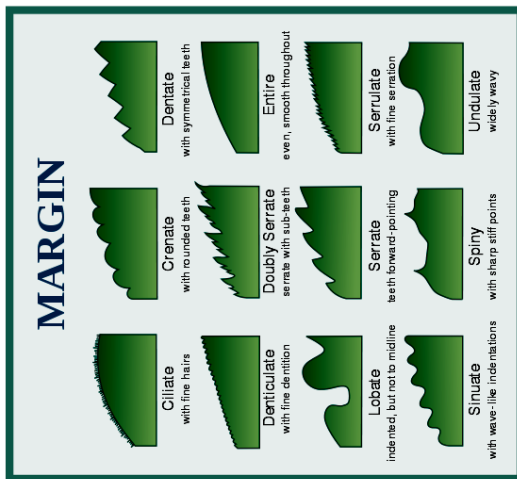 MARGIN
Ciliate
with fine hairs
Crenate
with rounded teeth
Dentate
with symmetrical teeth
Denticulate
with fine dentition
Doubly Serrate
serrate with sub-teeth
Entire
even, smooth throughout
Lobate
indented, but not to midline
Serrate
teeth forward-pointing
Serrulate
with fine serration
Sinuate
with wave-like indentations
Spiny
with sharp stiff points
Undulate
widely wavy